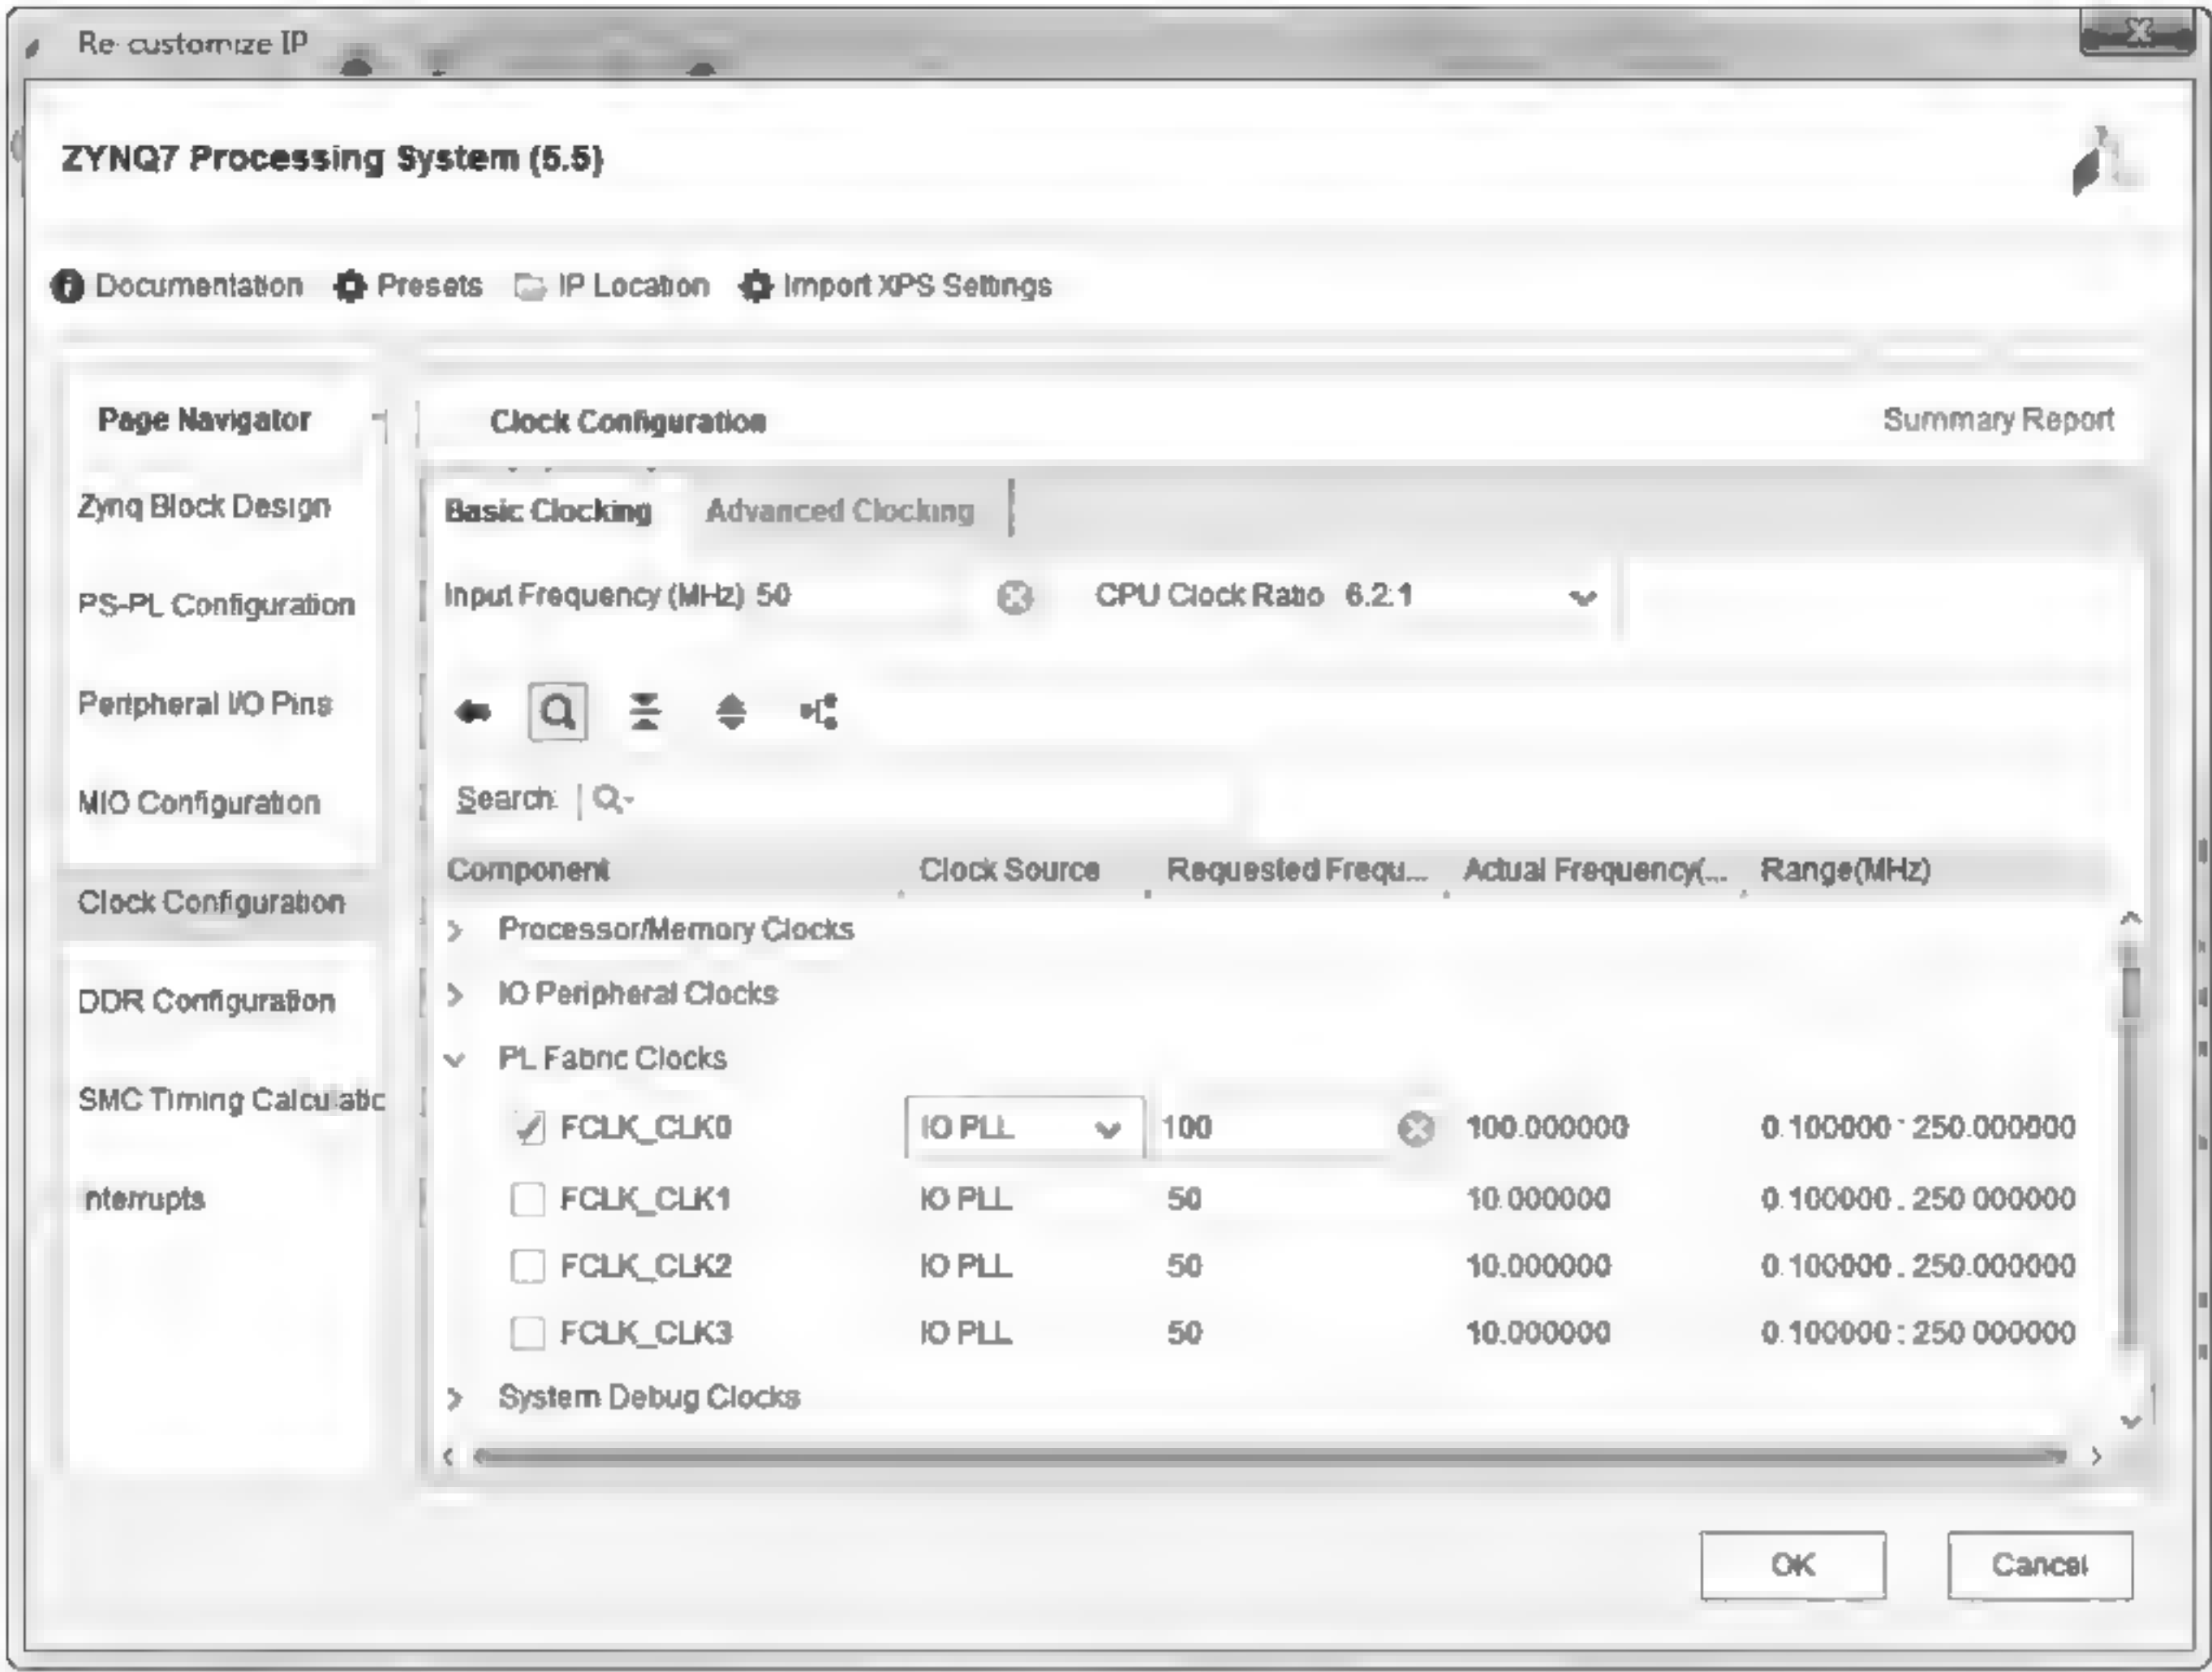 Re-customize IP
ZYNQ7 Processing System (5.5)
Documentation Presets IP Location Import XPS Settings
Page Navigator
Zynq Block Design
PS-PL Configuration
Peripheral I/O Pins
MIO Configuration
Clock Configuration
DDR Configuration
SMC Timing Calculatic
nterrupts
Clock Configuration Summary Report
Basic Clocking Advanced Clocking
Input Frequency (MHz) 50 CPU Clock Ratio 6:2:1
Search:
Component Clock Source Requested Frequ... Actual Frequency(... Range(MHz)
Processor/Memory Clocks
IO Peripheral Clocks
PL Fabric Clocks
FCLK_CLK0 IO PLL 100 100.000000 0.100000 : 250.000000
FCLK_CLK1 IO PLL 50 10.000000 0.100000 : 250.000000
FCLK_CLK2 IO PLL 50 10.000000 0.100000 : 250.000000
FCLK_CLK3 IO PLL 50 10.000000 0.100000 : 250.000000
System Debug Clocks
OK Cancel